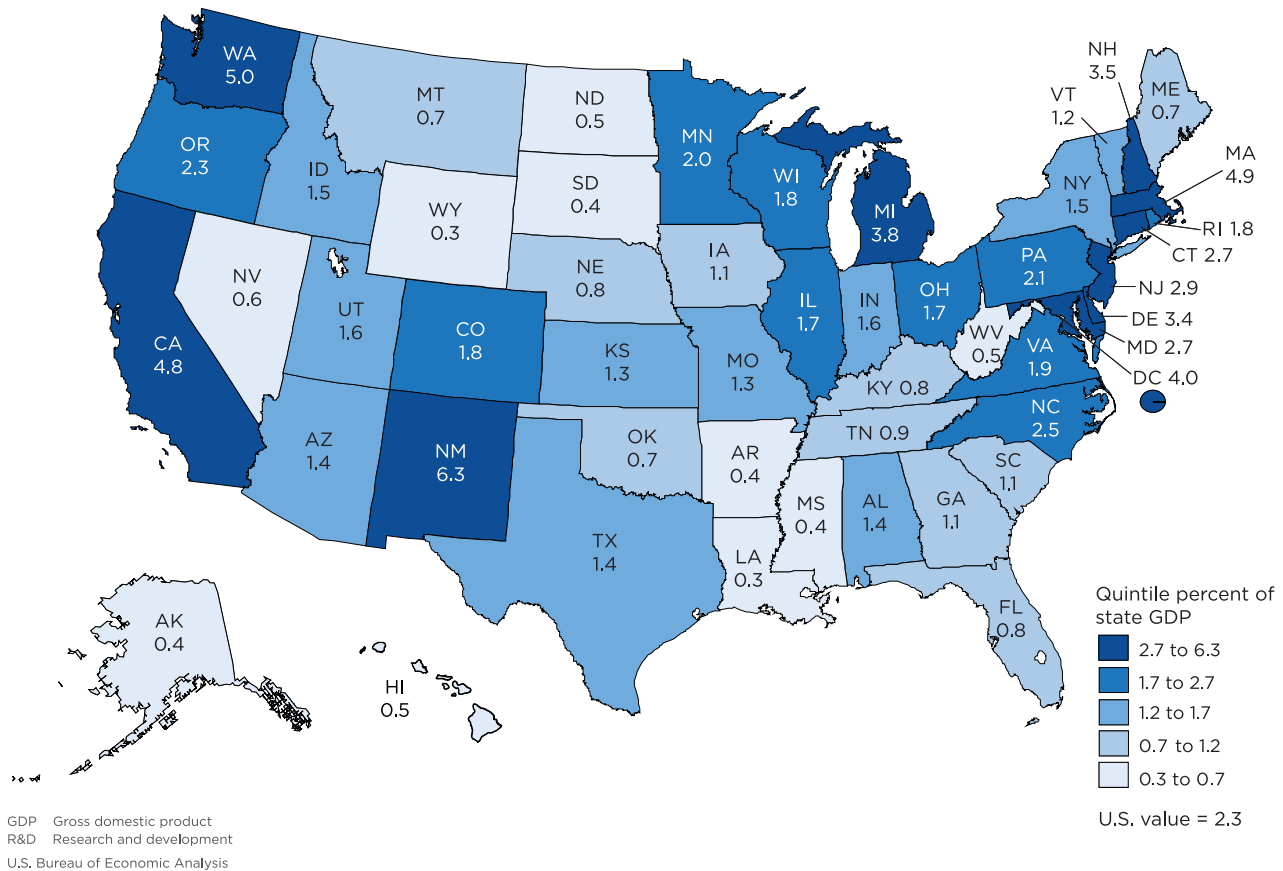 WA
5.0
MT
0.7
ND
0.5
MN
2.0
NH
3.5
VT
1.2
ME
0.7
OR
2.3
ID
1.5
WY
0.3
SD
0.4
WI
1.8
MI
3.8
NY
1.5
MA
4.9
RI 1.8
CT 2.7
NV
0.6
UT
1.6
NE
0.8
IA
1.1
PA
2.1
NJ 2.9
DE 3.4
MD 2.7
DC 4.0
CA
4.8
CO
1.8
KS
1.3
MO
1.3
IL
1.7
IN
1.6
OH
1.7
WV
0.5
VA
1.9
KY 0.8
NC
2.5
TN 0.9
AZ
1.4
NM
6.3
OK
0.7
AR
0.4
SC
1.1
MS
0.4
AL
1.4
GA
1.1
TX
1.4
LA
0.3
FL
0.8
AK
0.4
HI
0.5
Quintile percent of
state GDP
2.7 to 6.3
1.7 to 2.7
1.2 to 1.7
0.7 to 1.2
0.3 to 0.7
U.S. value = 2.3
GDP Gross domestic product
R&D Research and development
U.S. Bureau of Economic Analysis